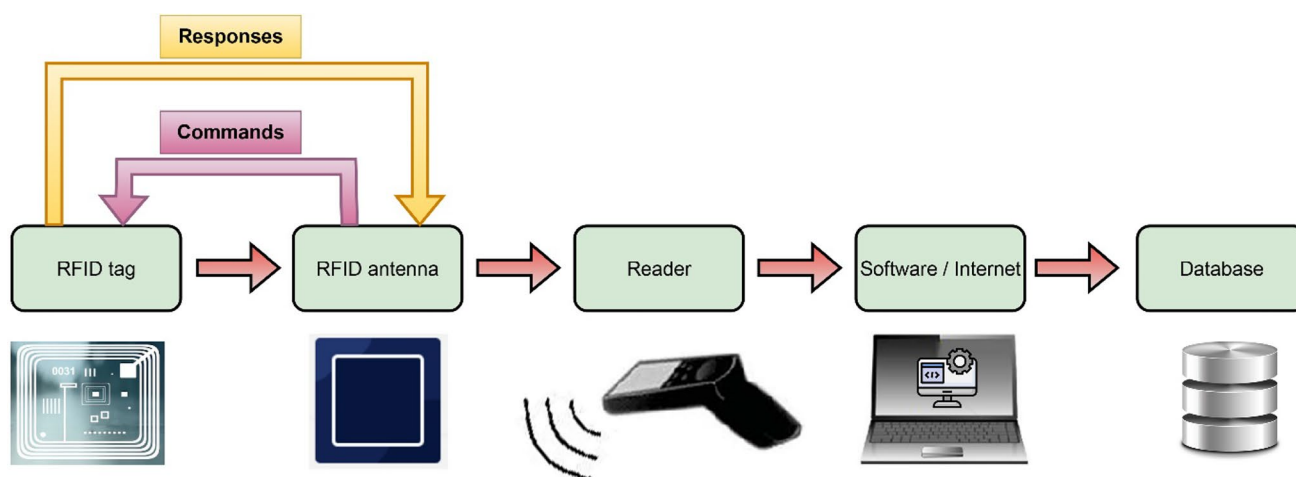 Responses
Commands
RFID tag
RFID antenna
Reader
Software / Internet
Database
0031